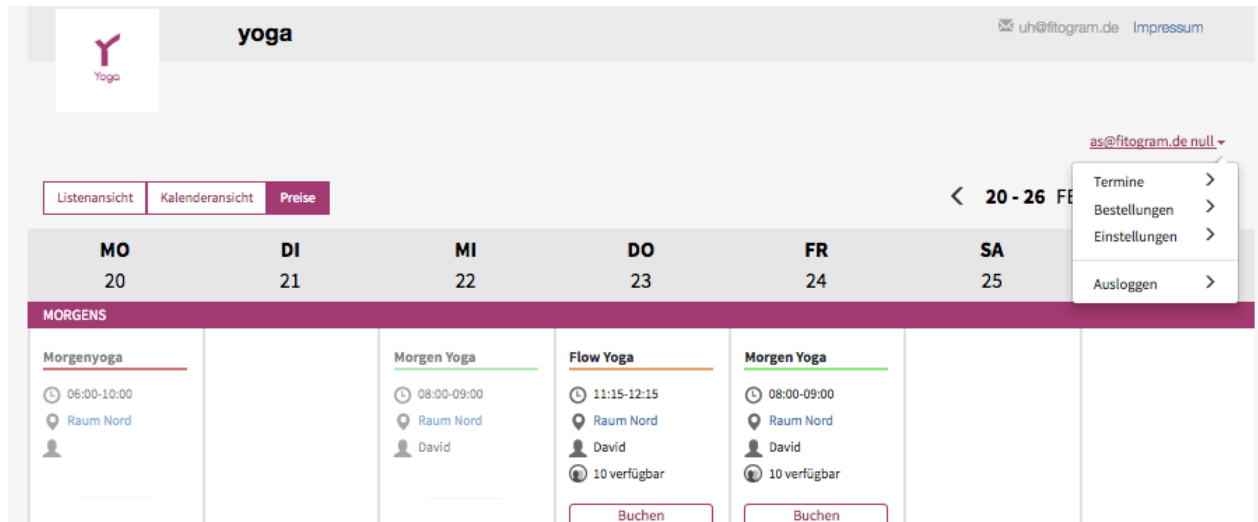 yoga
uh@fitogram.de Impressum
Yoga
as@fitogram.de null
Listenansicht Kalenderansicht Preise
20 - 26
Termine
Bestellungen
Einstellungen
Ausloggen
MO DI MI DO FR SA
20 21 22 23 24 25
MORGENS
Morgenyoga Morgen Yoga Flow Yoga Morgen Yoga
06:00-10:00 08:00-09:00 11:15-12:15 08:00-09:00
Raum Nord Raum Nord Raum Nord Raum Nord
David David David
10 verfügbar 10 verfügbar
Buchen Buchen